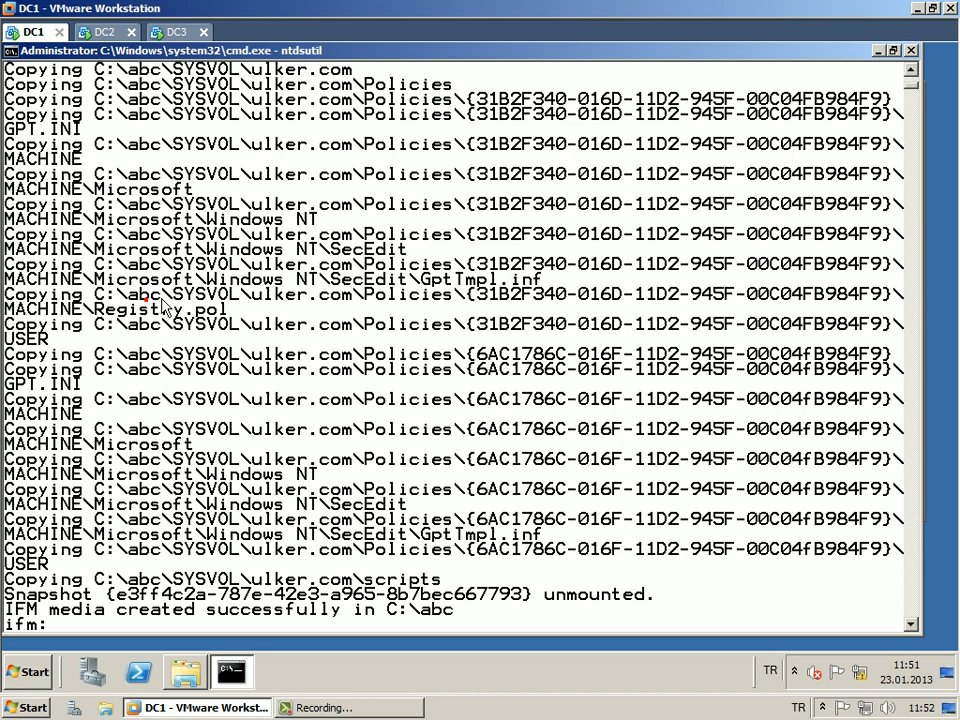 DC1 - VMware Workstation
DC1
DC2
DC3
Administrator: C:\Windows\system32\cmd.exe - ntdsutil
Copying C:\abc\SYSVOL\ulker.com
Copying C:\abc\SYSVOL\ulker.com\Policies
Copying C:\abc\SYSVOL\ulker.com\Policies\{31B2F340-016D-11D2-945F-00C04FB984F9}
Copying C:\abc\SYSVOL\ulker.com\Policies\{31B2F340-016D-11D2-945F-00C04FB984F9}\
GPT.INI
Copying C:\abc\SYSVOL\ulker.com\Policies\{31B2F340-016D-11D2-945F-00C04FB984F9}\
MACHINE
Copying C:\abc\SYSVOL\ulker.com\Policies\{31B2F340-016D-11D2-945F-00C04FB984F9}\
MACHINE\Microsoft
Copying C:\abc\SYSVOL\ulker.com\Policies\{31B2F340-016D-11D2-945F-00C04FB984F9}\
MACHINE\Microsoft\Windows NT
Copying C:\abc\SYSVOL\ulker.com\Policies\{31B2F340-016D-11D2-945F-00C04FB984F9}\
MACHINE\Microsoft\Windows NT\SecEdit
Copying C:\abc\SYSVOL\ulker.com\Policies\{31B2F340-016D-11D2-945F-00C04FB984F9}\
MACHINE\Microsoft\Windows NT\SecEdit\GptTmpl.inf
Copying C:\abc\SYSVOL\ulker.com\Policies\{31B2F340-016D-11D2-945F-00C04FB984F9}\
MACHINE\Registry.pol
Copying C:\abc\SYSVOL\ulker.com\Policies\{31B2F340-016D-11D2-945F-00C04FB984F9}\
USER
Copying C:\abc\SYSVOL\ulker.com\Policies\{6AC1786C-016F-11D2-945F-00C04fB984F9}
Copying C:\abc\SYSVOL\ulker.com\Policies\{6AC1786C-016F-11D2-945F-00C04fB984F9}\
GPT.INI
Copying C:\abc\SYSVOL\ulker.com\Policies\{6AC1786C-016F-11D2-945F-00C04fB984F9}\
MACHINE
Copying C:\abc\SYSVOL\ulker.com\Policies\{6AC1786C-016F-11D2-945F-00C04fB984F9}\
MACHINE\Microsoft
Copying C:\abc\SYSVOL\ulker.com\Policies\{6AC1786C-016F-11D2-945F-00C04fB984F9}\
MACHINE\Microsoft\Windows NT
Copying C:\abc\SYSVOL\ulker.com\Policies\{6AC1786C-016F-11D2-945F-00C04fB984F9}\
MACHINE\Microsoft\Windows NT\SecEdit
Copying C:\abc\SYSVOL\ulker.com\Policies\{6AC1786C-016F-11D2-945F-00C04fB984F9}\
MACHINE\Microsoft\Windows NT\SecEdit\GptTmpl.inf
Copying C:\abc\SYSVOL\ulker.com\Policies\{6AC1786C-016F-11D2-945F-00C04fB984F9}\
USER
Copying C:\abc\SYSVOL\ulker.com\scripts
Snapshot {e3ff4c2a-787e-42e3-a965-8b7bec667793} unmounted.
IFM media created successfully in C:\abc
ifm:
Start
TR
11:51
23.01.2013
Start
DC1 - VMware Workst...
Recording...
TR
11:52